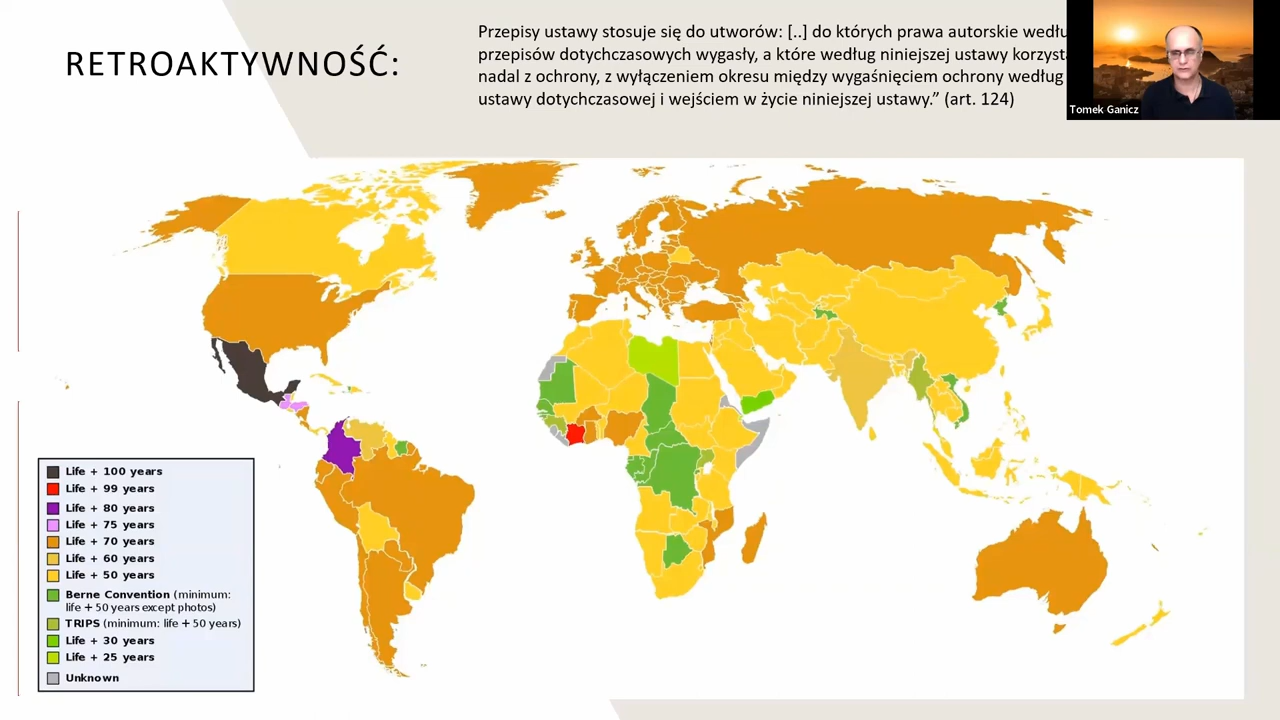 RETROAKTYWNOŚĆ:
Przepisy ustawy stosuje się do utworów: [..] do których prawa autorskie
przepisów dotychczasowych wygasły, a które według niniejszej ustawy
nadal z ochrony, z wyłączeniem okresu między wygaśnięciem ochrony według
ustawy dotychczasowej i wejściem w życie niniejszej ustawy.” (art. 124)
Tomek Ganicz
Life + 100 years
Life + 99 years
Life + 80 years
Life + 75 years
Life + 70 years
Life + 60 years
Life + 50 years
Berne Convention (minimum:
life + 50 years except photos)
TRIPS (minimum: life + 50 years)
Life + 30 years
Life + 25 years
Unknown